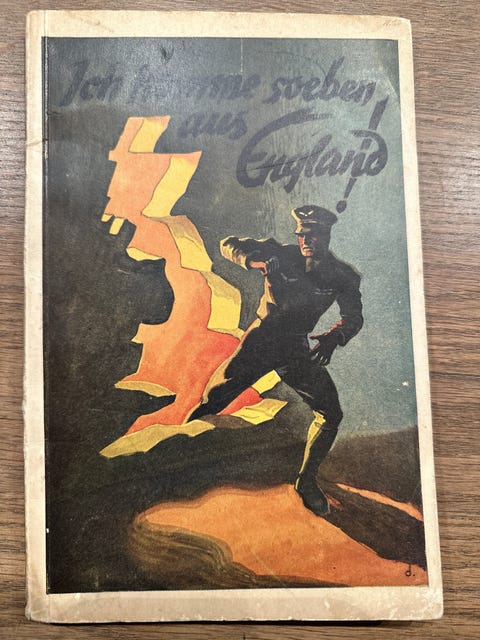 Ich komme soeben
aus
England!
d.